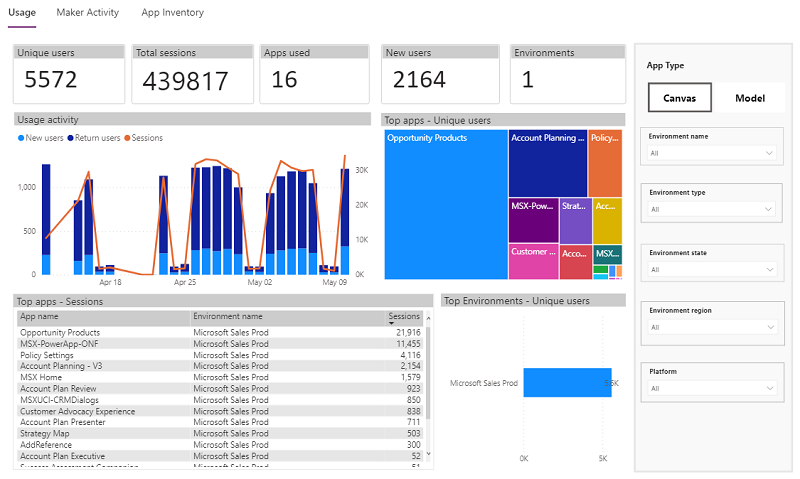 Usage Maker Activity App Inventory
Unique users
5572
Total sessions
439817
Apps used
16
New users
2164
Environments
1
Usage activity
New users Return users Sessions
1,000
500
0
30K
20K
10K
0K
Apr 18 Apr 25 May 02 May 09
Top apps - Unique users
Opportunity Products
Account Planning ...
Policy...
MSX-Pow...
Strat...
Acc...
Customer ...
Acco...
MSX...
Top apps - Sessions
App name Environment name Sessions
Opportunity Products Microsoft Sales Prod 21,916
MSX-PowerApp-ONF Microsoft Sales Prod 11,455
Policy Settings Microsoft Sales Prod 4,116
Account Planning - V3 Microsoft Sales Prod 2,154
MSX Home Microsoft Sales Prod 1,579
Account Plan Review Microsoft Sales Prod 923
MSXUCI-CRMDialogs Microsoft Sales Prod 850
Customer Advocacy Experience Microsoft Sales Prod 838
Account Plan Presenter Microsoft Sales Prod 711
Strategy Map Microsoft Sales Prod 503
AddReference Microsoft Sales Prod 300
Account Plan Executive Microsoft Sales Prod 52
Top Environments - Unique users
Microsoft Sales Prod
0K 5K
App Type
Canvas Model
Environment name
All
Environment type
All
Environment state
All
Environment region
All
Platform
All